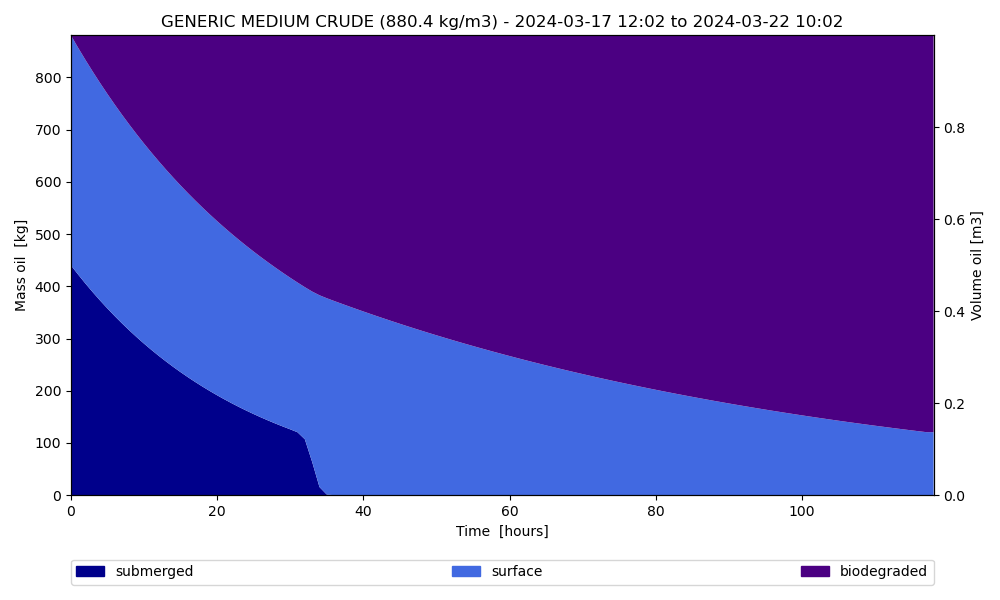 GENERIC MEDIUM CRUDE (880.4 kg/m3) - 2024-03-17 12:02 to 2024-03-22 10:02
800
700
600
500
400
300
200
100
0
Mass oil  [kg]
0.8
0.6
0.4
0.2
0.0
Volume oil [m3]
0 20 40 60 80 100
Time  [hours]
submerged surface biodegraded